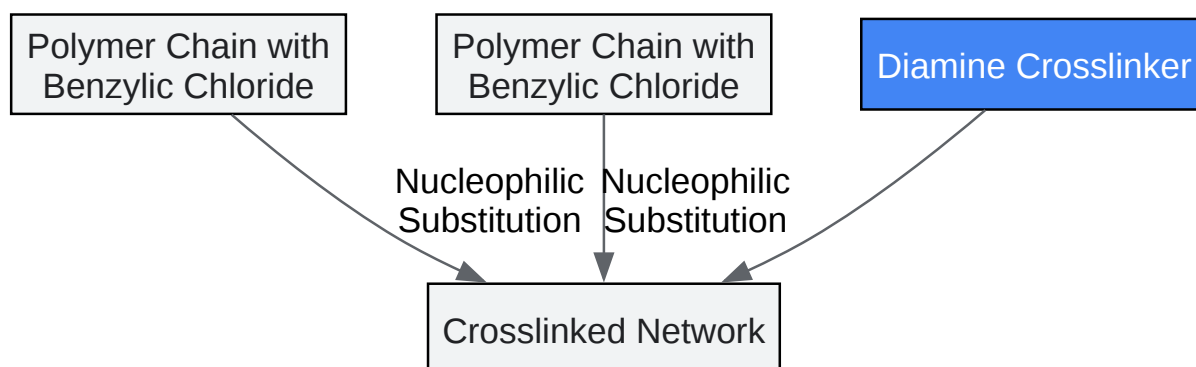 Polymer Chain with
Benzylic Chloride
Polymer Chain with
Benzylic Chloride
Diamine Crosslinker
Nucleophilic
Substitution
Nucleophilic
Substitution
Crosslinked Network